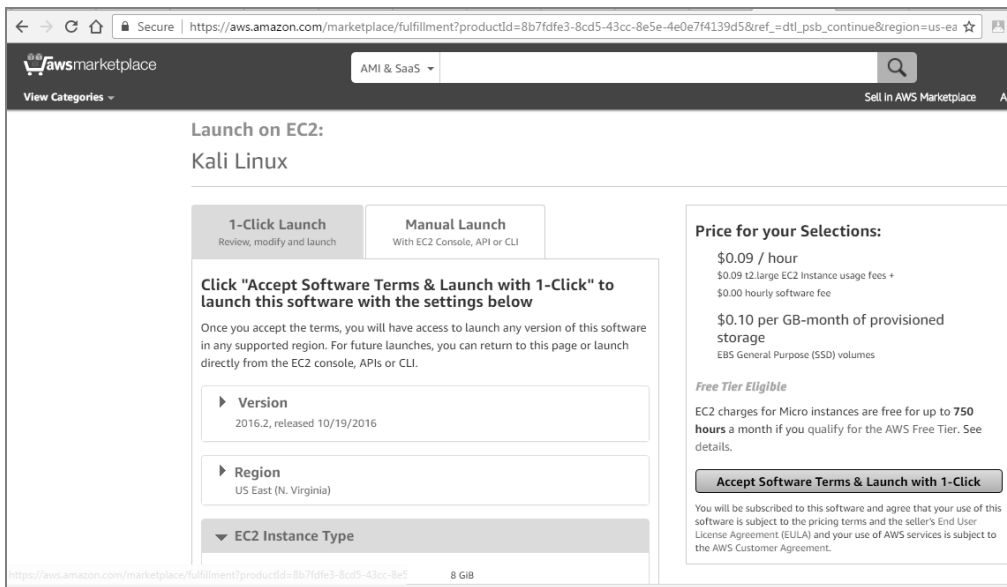 Secure | https://aws.amazon.com/marketplace/fulfillment?productId=8b7fdfe3-8cd5-43cc-8e5e-4e0e7f4139d5&ref_=dtl_psb_continue&region=us-ea
awsmarketplace
AMI & SaaS
View Categories
Sell in AWS Marketplace
A
Launch on EC2:
Kali Linux
1-Click Launch
Review, modify and launch
Manual Launch
With EC2 Console, API or CLI
Click "Accept Software Terms & Launch with 1-Click" to
launch this software with the settings below
Once you accept the terms, you will have access to launch any version of this software
in any supported region. For future launches, you can return to this page or launch
directly from the EC2 console, APIs or CLI.
Version
2016.2, released 10/19/2016
Region
US East (N. Virginia)
EC2 Instance Type
8 GiB
Price for your Selections:
$0.09 / hour
$0.09 t2.large EC2 Instance usage fees +
$0.00 hourly software fee
$0.10 per GB-month of provisioned
storage
EBS General Purpose (SSD) volumes
Free Tier Eligible
EC2 charges for Micro instances are free for up to 750
hours a month if you qualify for the AWS Free Tier. See
details.
Accept Software Terms & Launch with 1-Click
You will be subscribed to this software and agree that your use of this
software is subject to the pricing terms and the seller's End User
License Agreement (EULA) and your use of AWS services is subject to
the AWS Customer Agreement.
https://aws.amazon.com/marketplace/fulfillment?productId=8b7fdfe3-8cd5-43cc-8e5